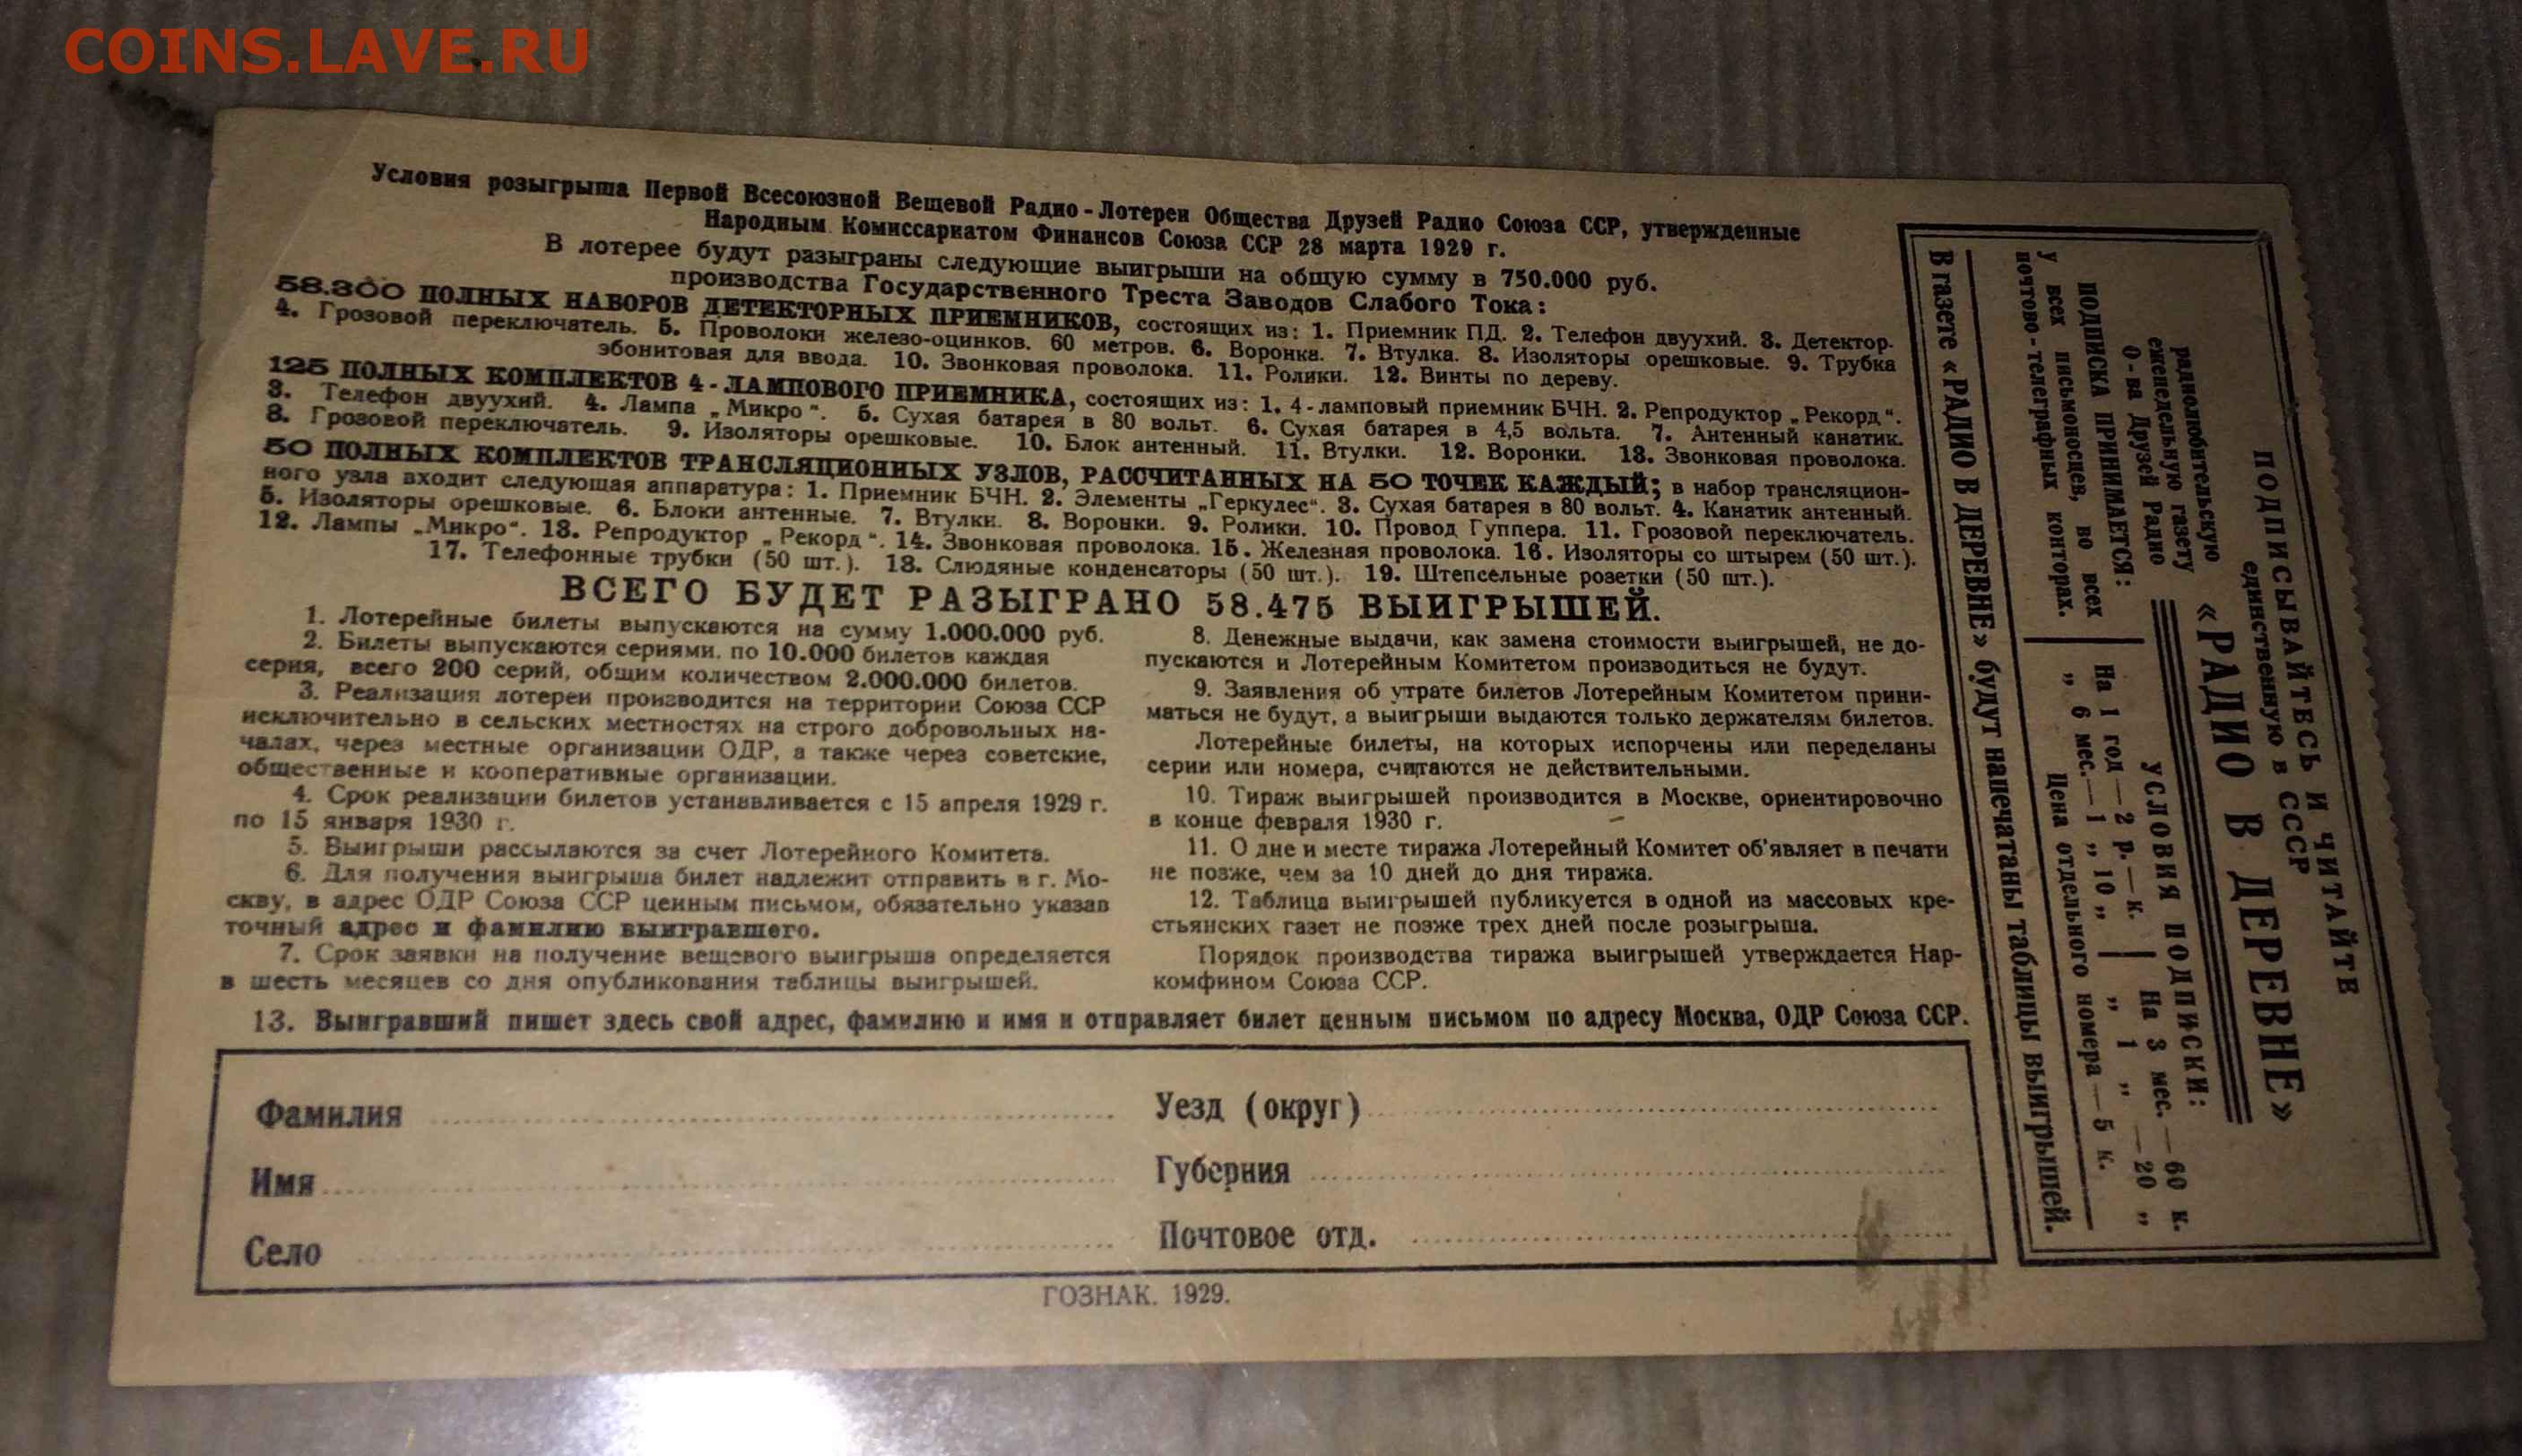 COINS.LAVE.RU
Условия розыгрыша Первой Всесоюзной Вещевой Радио-Лотереи Общества Друзей Радио Союза ССР, утвержденные
Народным Комиссариатом Финансов Союза ССР 28 марта 1929 г.
В лотерее будут разыграны следующие выигрыши на общую сумму в 750.000 руб.
производства Государственного Треста Заводов Слабого Тока:
58.300 ПОЛНЫХ НАБОРОВ ДЕТЕКТОРНЫХ ПРИЕМНИКОВ, состоящих из: 1. Приемник ПД. 2. Телефон двуухий. 3. Детектор.
4. Грозовой переключатель. 5. Проволоки железо-оцинков. 60 метров. 6. Воронка. 7. Втулка. 8. Изоляторы орешковые. 9. Трубка
эбонитовая для ввода. 10. Звонковая проволока. 11. Ролики. 12. Винты по дереву.
125 ПОЛНЫХ КОМПЛЕКТОВ 4-ЛАМПОВОГО ПРИЕМНИКА, состоящих из: 1. 4-ламповый приемник БЧН. 2. Репродуктор „Рекорд“.
3. Телефон двуухий. 4. Лампа „Микро“. 5. Сухая батарея в 80 вольт. 6. Сухая батарея в 4,5 вольта. 7. Антенный канатик.
8. Грозовой переключатель. 9. Изоляторы орешковые. 10. Блок антенный. 11. Втулки. 12. Воронки. 13. Звонковая проволока.
50 ПОЛНЫХ КОМПЛЕКТОВ ТРАНСЛЯЦИОННЫХ УЗЛОВ, РАССЧИТАННЫХ НА 50 ТОЧЕК КАЖДЫЙ; в набор трансляцион-
ного узла входит следующая аппаратура: 1. Приемник БЧН. 2. Элементы „Геркулес“. 3. Сухая батарея в 80 вольт. 4. Канатик антенный.
5. Изоляторы орешковые. 6. Блоки антенные. 7. Втулки. 8. Воронки. 9. Ролики. 10. Провод Гуппера. 11. Грозовой переключатель.
12. Лампы „Микро“. 13. Репродуктор „Рекорд“. 14. Звонковая проволока. 15. Железная проволока. 16. Изоляторы со штырем (50 шт.).
17. Телефонные трубки (50 шт.). 18. Слюдяные конденсаторы (50 шт.). 19. Штепсельные розетки (50 шт.).
ВСЕГО БУДЕТ РАЗЫГРАНО 58.475 ВЫИГРЫШЕЙ.
1. Лотерейные билеты выпускаются на сумму 1.000.000 руб.
2. Билеты выпускаются сериями, по 10.000 билетов каждая
серия, всего 200 серий, общим количеством 2.000.000 билетов.
3. Реализация лотереи производится на территории Союза ССР
исключительно в сельских местностях на строго добровольных на-
чалах, через местные организации ОДР, а также через советские,
общественные и кооперативные организации.
4. Срок реализации билетов устанавливается с 15 апреля 1929 г.
по 15 января 1930 г.
5. Выигрыши рассылаются за счет Лотерейного Комитета.
6. Для получения выигрыша билет надлежит отправить в г. Мо-
скву, в адрес ОДР Союза ССР ценным письмом, обязательно указав
точный адрес и фамилию выигравшего.
7. Срок заявки на получение вещевого выигрыша определяется
в шесть месяцев со дня опубликования таблицы выигрышей.
8. Денежные выдачи, как замена стоимости выигрышей, не до-
пускаются и Лотерейным Комитетом производиться не будут.
9. Заявления об утрате билетов Лотерейным Комитетом прини-
маться не будут, а выигрыши выдаются только держателям билетов.
Лотерейные билеты, на которых испорчены или переделаны
серии или номера, считаются не действительными.
10. Тираж выигрышей производится в Москве, ориентировочно
в конце февраля 1930 г.
11. О дне и месте тиража Лотерейный Комитет об'являет в печати
не позже, чем за 10 дней до дня тиража.
12. Таблица выигрышей публикуется в одной из массовых кре-
стьянских газет не позже трех дней после розыгрыша.
Порядок производства тиража выигрышей утверждается Нар-
комфином Союза ССР.
13. Выигравший пишет здесь свой адрес, фамилию и имя и отправляет билет ценным письмом по адресу Москва, ОДР Союза ССР.
Фамилия
Имя
Село
Уезд (округ)
Губерния
Почтовое отд.
ГОЗНАК. 1929.
ПОДПИСЫВАЙТЕСЬ И ЧИТАЙТЕ
единственную в СССР
радиолюбительскую
еженедельную газету
О-ва Друзей Радио
«РАДИО В ДЕРЕВНЕ»
ПОДПИСКА ПРИНИМАЕТСЯ:
у всех письмоносцев, во всех
почтово-телеграфных конторах.
УСЛОВИЯ ПОДПИСКИ:
На 1 год — 2 р. — к. | На 3 мес. — 60 к.
„ 6 мес. — 1 „ 10 „ | „ 1 „ — 20 „
Цена отдельного номера — 5 к.
В газете «РАДИО В ДЕРЕВНЕ» будут напечатаны таблицы выигрышей.